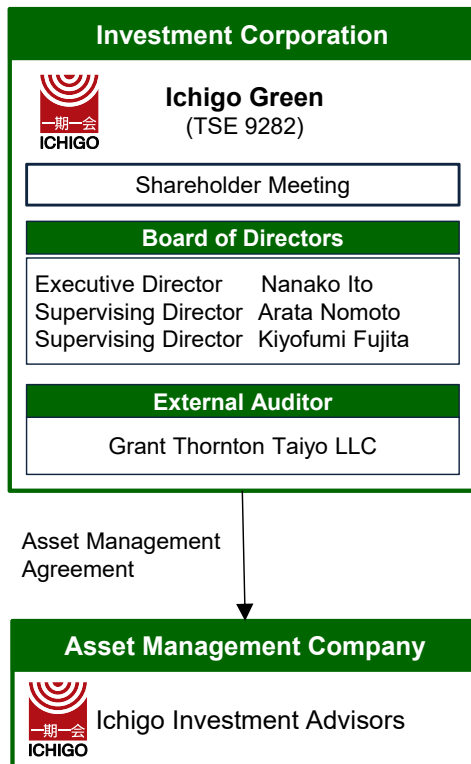 Investment Corporation
一期一会
ICHIGO
Ichigo Green
(TSE 9282)
Shareholder Meeting
Board of Directors
Executive Director Nanako Ito
Supervising Director Arata Nomoto
Supervising Director Kiyofumi Fujita
External Auditor
Grant Thornton Taiyo LLC
Asset Management
Agreement
Asset Management Company
一期一会
ICHIGO
Ichigo Investment Advisors